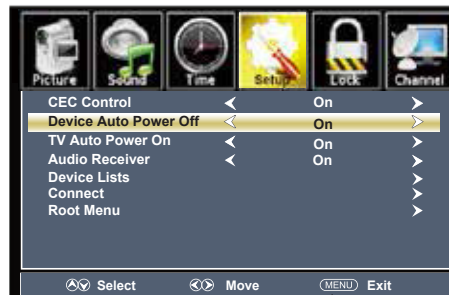 Picture Sound Time Setup Lock Channel
CEC Control On
Device Auto Power Off On
TV Auto Power On On
Audio Receiver On
Device Lists
Connect
Root Menu
Select Move MENU Exit